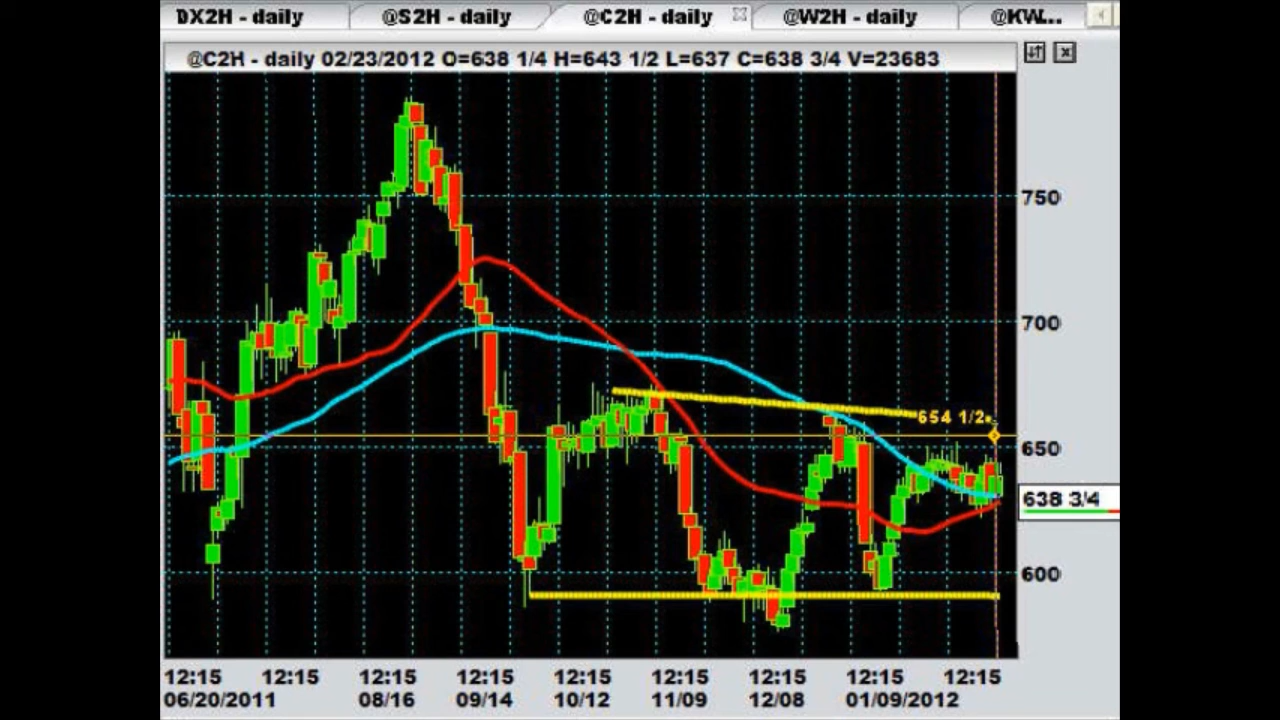 DX2H - daily @S2H - daily @C2H - daily @W2H - daily @KW...
@C2H - daily 02/23/2012 O=638 1/4 H=643 1/2 L=637 C=638 3/4 V=23683
750
700
654 1/2
650
638 3/4
600
12:15 12:15 12:15 12:15 12:15 12:15 12:15 12:15 12:15
06/20/2011 08/16 09/14 10/12 11/09 12/08 01/09/2012